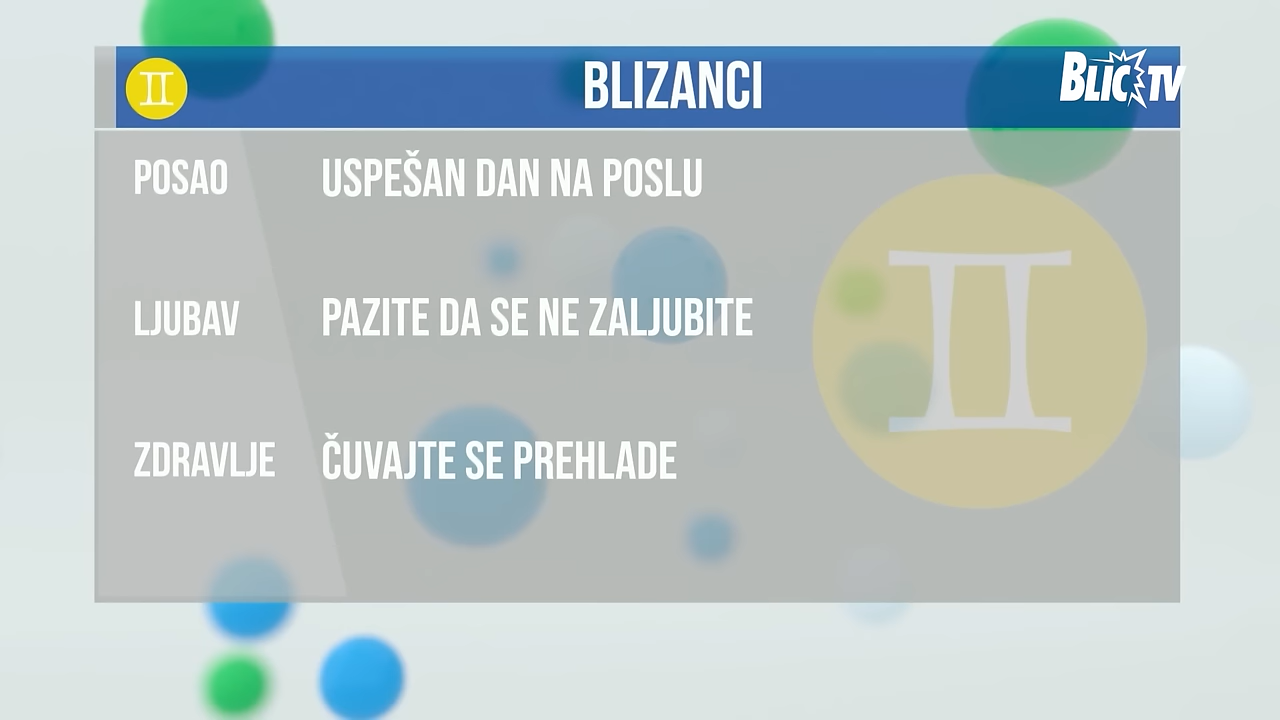 BLIZANCI
BLIC TV
POSAO
USPEŠAN DAN NA POSLU
LJUBAV
PAZITE DA SE NE ZALJUBITE
ZDRAVLJE
ČUVAJTE SE PREHLADE